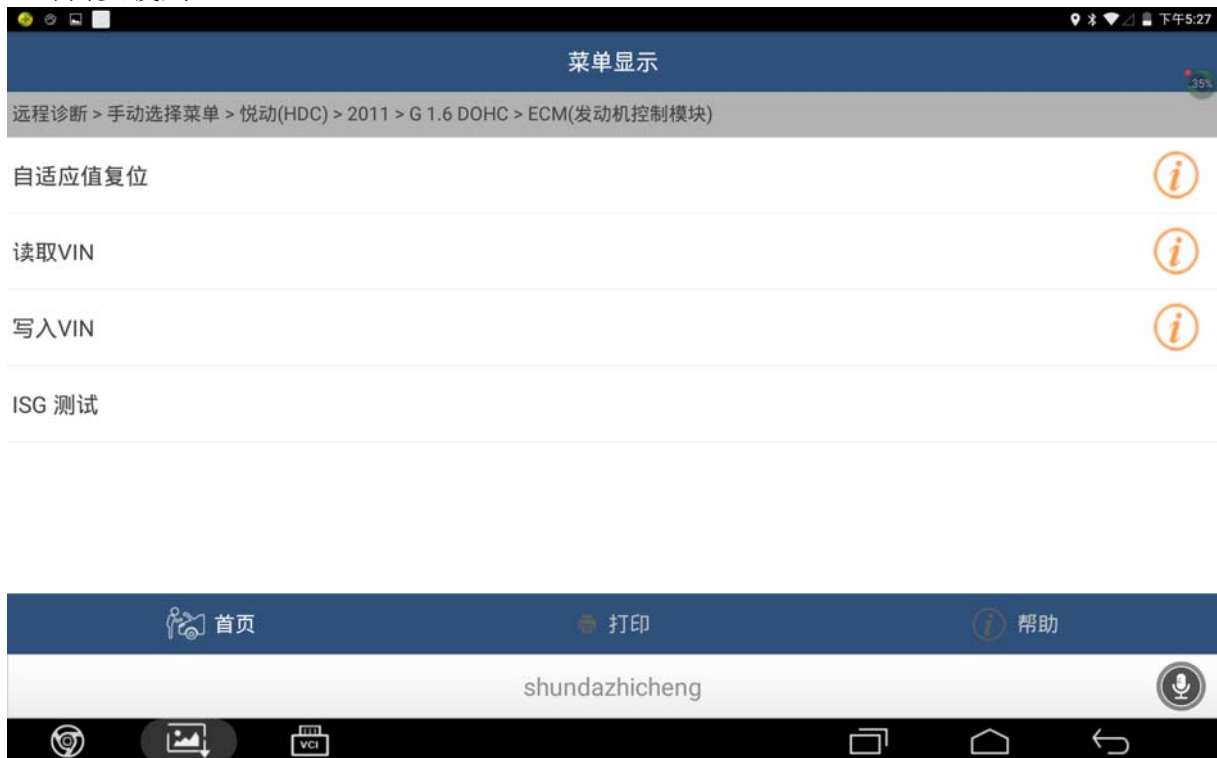 下午5:27
菜单显示
35%
远程诊断 > 手动选择菜单 > 悦动(HDC) > 2011 > G 1.6 DOHC > ECM(发动机控制模块)
自适应值复位
读取VIN
写入VIN
ISG 测试
首页 打印 帮助
shundazhicheng
VCI